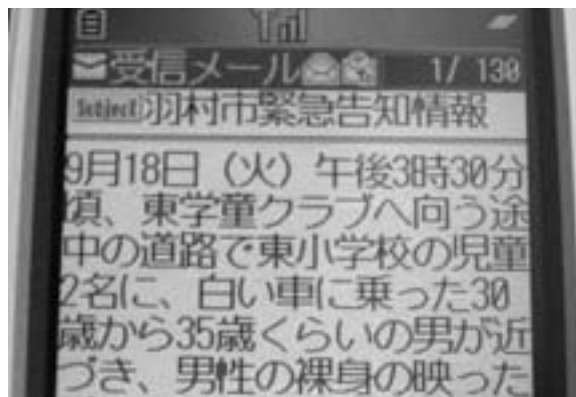 受信メール 1/ 130
Subject 羽村市緊急告知情報
9月18日（火）午後3時30分
頃、東学童クラブへ向う途
中の道路で東小学校の児童
2名に、白い車に乗った30
歳から35歳くらいの男が近
づき、男性の裸身の映った